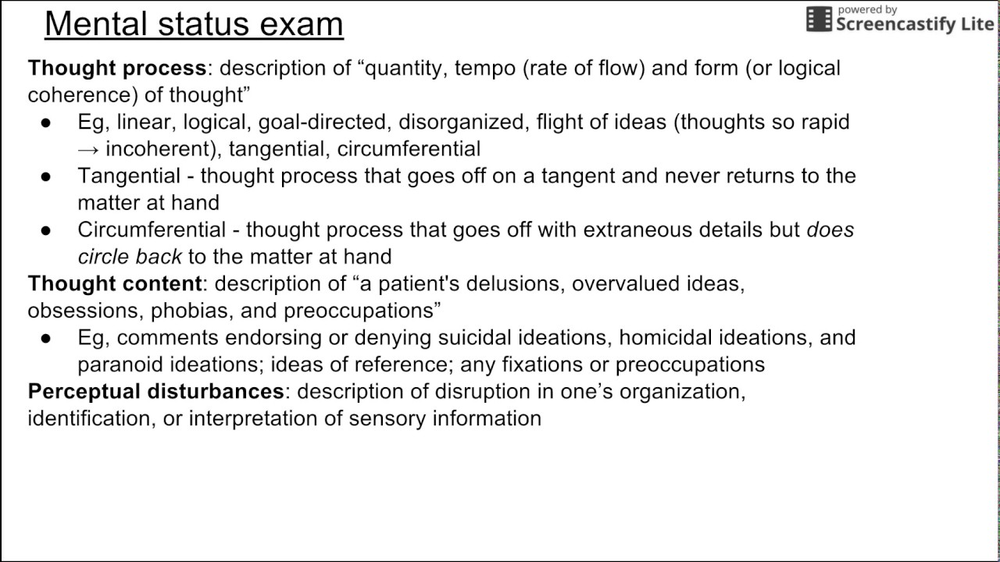 Mental status exam
powered by
Screencastify Lite
Thought process: description of “quantity, tempo (rate of flow) and form (or logical
coherence) of thought”
● Eg, linear, logical, goal-directed, disorganized, flight of ideas (thoughts so rapid
→ incoherent), tangential, circumferential
● Tangential - thought process that goes off on a tangent and never returns to the
matter at hand
● Circumferential - thought process that goes off with extraneous details but does
circle back to the matter at hand
Thought content: description of “a patient's delusions, overvalued ideas,
obsessions, phobias, and preoccupations”
● Eg, comments endorsing or denying suicidal ideations, homicidal ideations, and
paranoid ideations; ideas of reference; any fixations or preoccupations
Perceptual disturbances: description of disruption in one’s organization,
identification, or interpretation of sensory information